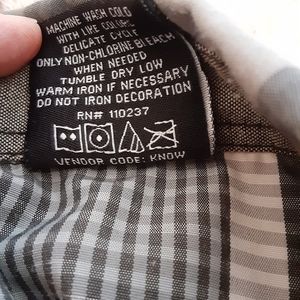 MACHINE WASH COLD
WITH LIKE COLORS
DELICATE CYCLE
ONLY NON-CHLORINE BLEACH
WHEN NEEDED
TUMBLE DRY LOW
WARM IRON IF NECESSARY
DO NOT IRON DECORATION
RN# 110237
VENDOR CODE: KNOW